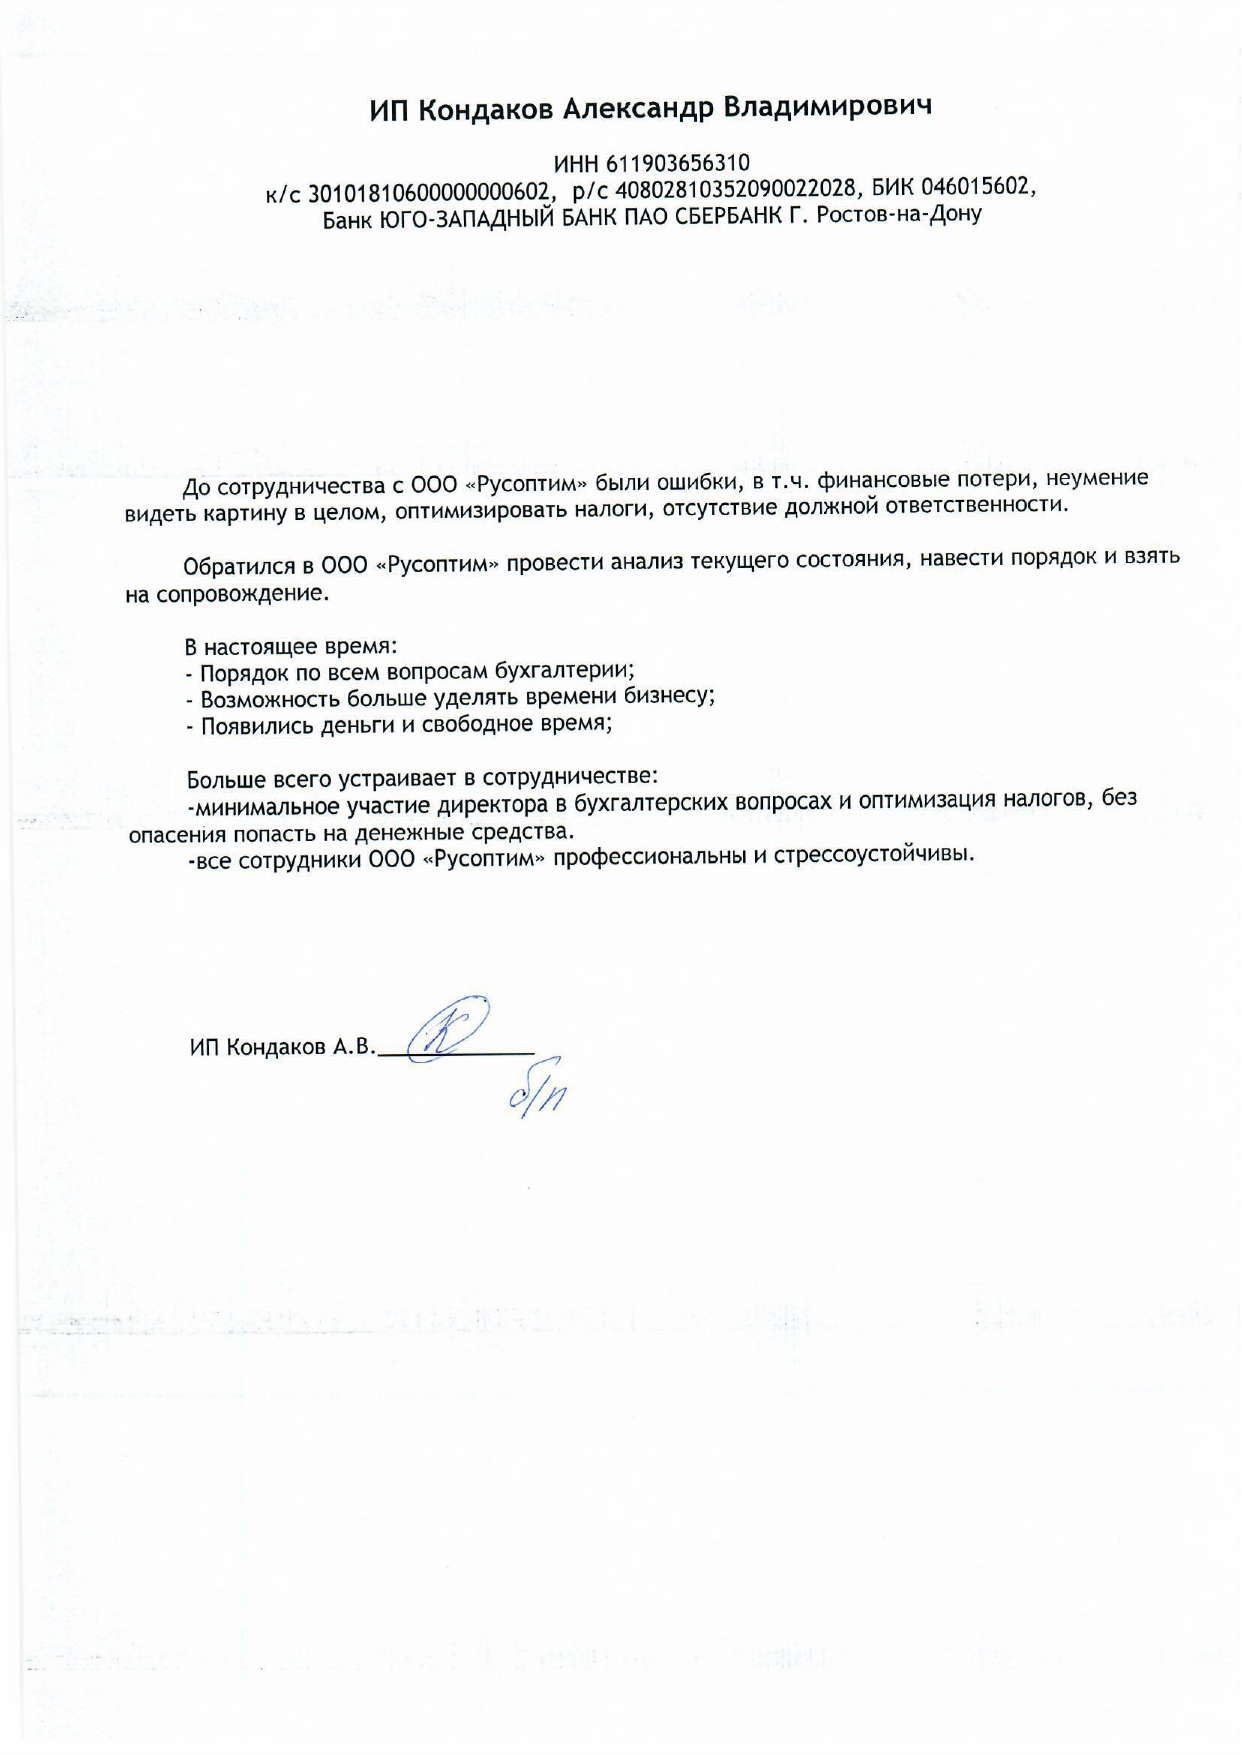 ИП Кондаков Александр Владимирович
ИНН 611903656310
к/с 30101810600000000602, р/с 40802810352090022028, БИК 046015602,
Банк ЮГО-ЗАПАДНЫЙ БАНК ПАО СБЕРБАНК Г. Ростов-на-Дону
До сотрудничества с ООО «Русоптим» были ошибки, в т.ч. финансовые потери, неумение
видеть картину в целом, оптимизировать налоги, отсутствие должной ответственности.
Обратился в ООО «Русоптим» провести анализ текущего состояния, навести порядок и взять
на сопровождение.
В настоящее время:
- Порядок по всем вопросам бухгалтерии;
- Возможность больше уделять времени бизнесу;
- Появились деньги и свободное время;
Больше всего устраивает в сотрудничестве:
-минимальное участие директора в бухгалтерских вопросах и оптимизация налогов, без
опасения попасть на денежные средства.
-все сотрудники ООО «Русоптим» профессиональны и стрессоустойчивы.
ИП Кондаков А.В.
К
б/п